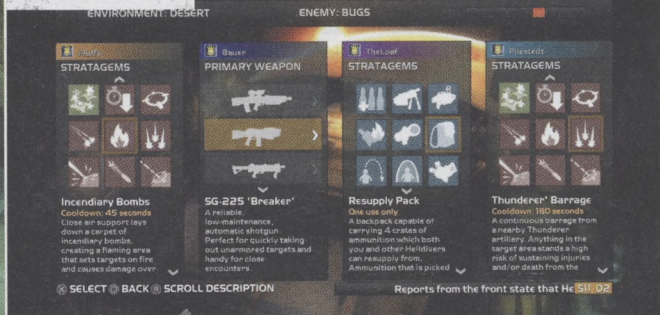 ENVIRONMENT: DESERT
ENEMY: BUGS
STRATAGEMS
Incendiary Bombs
Cooldown: 45 seconds
Close air support lays
down a carpet of
incendiary bombs,
creating a flaming area
that sets targets on fire
and causes damage over
Bauer
PRIMARY WEAPON
SG-225 'Breaker'
A reliable,
low-maintenance,
automatic shotgun.
Perfect for quickly taking
out unarmored targets and
handy for close
encounters.
TheLoaf
STRATAGEMS
Resupply Pack
One use only
A backpack capable of
carrying 4 crates of
ammunition which both
you and other Helldivers
can resupply from.
Ammunition that is picked
Pilestedt
STRATAGEMS
Thunderer' Barrage
Cooldown: 160 seconds
A continuous barrage from
a nearby Thunderer
artillery. Anything in the
target area stands a high
risk of sustaining injuries
and/or death from the
SELECT BACK SCROLL DESCRIPTION
Reports from the front state that He